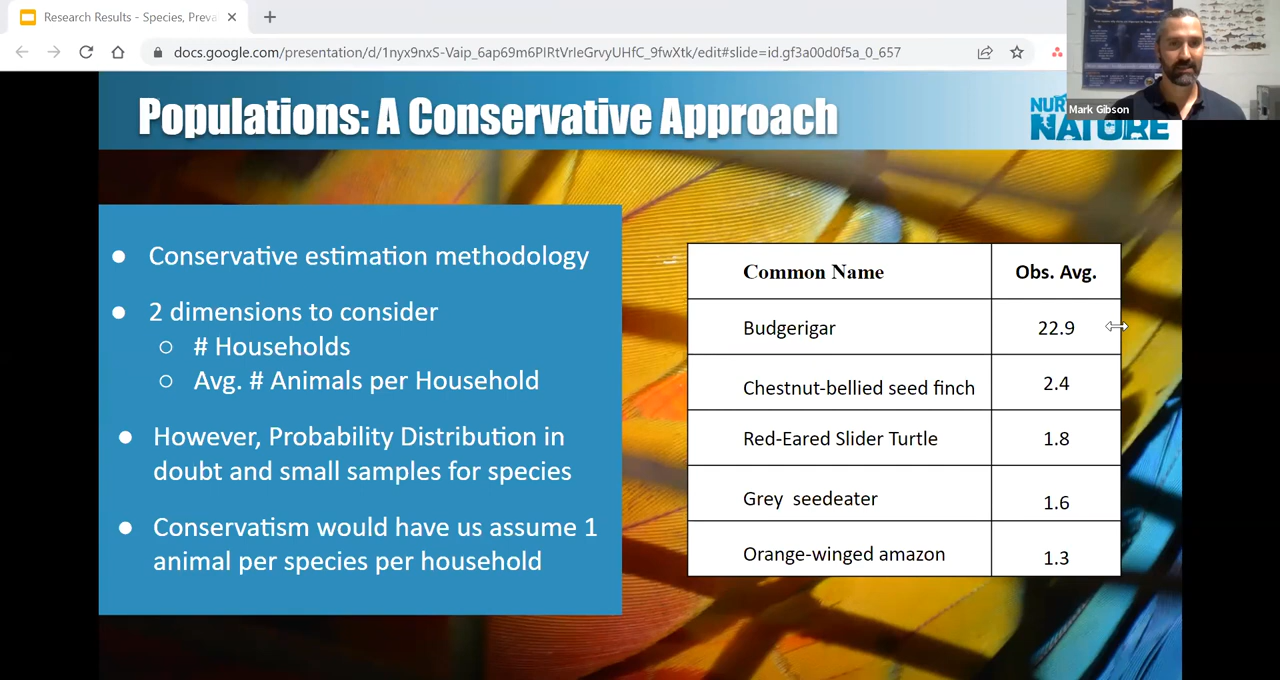 Research Results - Species, Preva
docs.google.com/presentation/d/1nyx9nxS-Vaip_6ap69m6PlRtVrIeGrvyUHfC_9fwXtk/edit#slide=id.gf3a00d0f5a_0_657
Mark Gibson
Populations: A Conservative Approach
NUR
NATURE
Conservative estimation methodology
2 dimensions to consider
# Households
Avg. # Animals per Household
However, Probability Distribution in
doubt and small samples for species
Conservatism would have us assume 1
animal per species per household
Common Name Obs. Avg.
Budgerigar 22.9
Chestnut-bellied seed finch 2.4
Red-Eared Slider Turtle 1.8
Grey seedeater 1.6
Orange-winged amazon 1.3